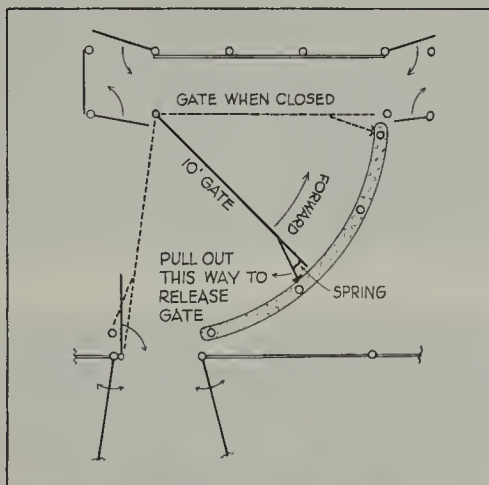 GATE WHEN CLOSED
10' GATE
FORWARD
PULL OUT
THIS WAY TO
RELEASE
GATE
SPRING